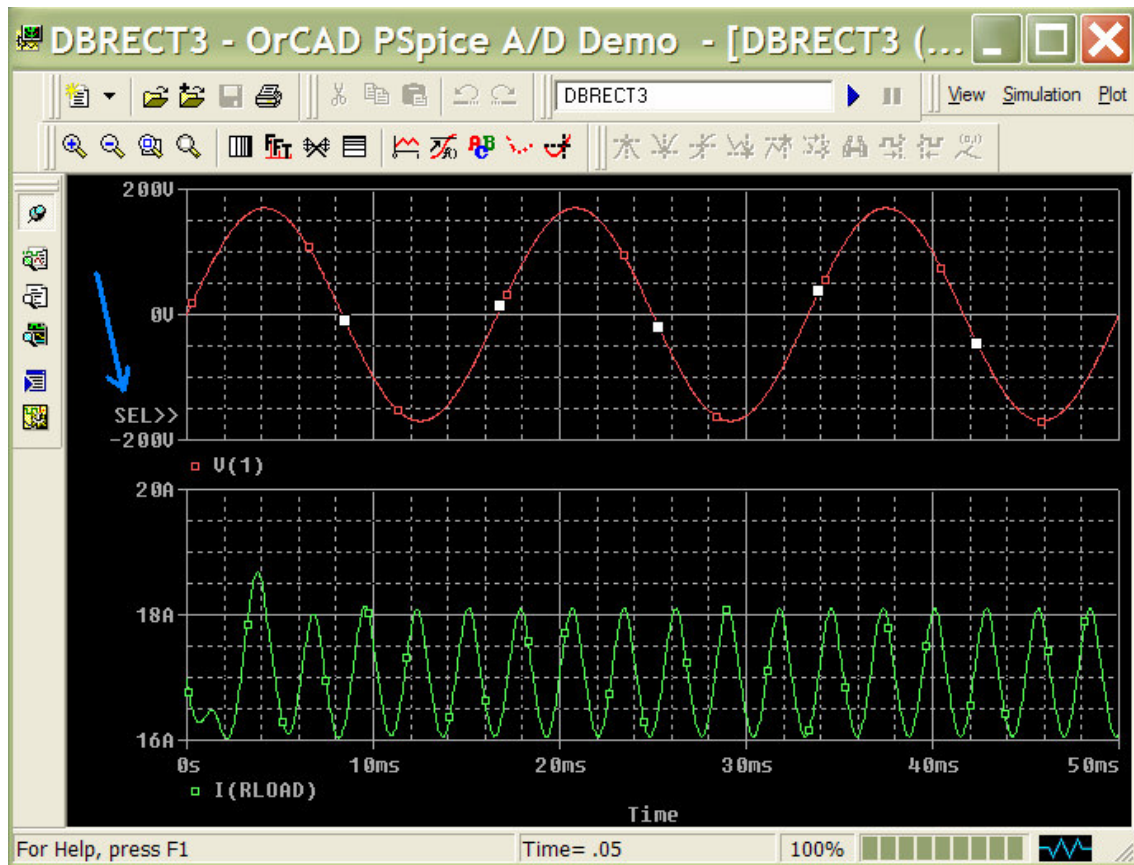 DBRECT3 - OrCAD PSpice A/D Demo - [DBRECT3 (...
DBRECT3
View Simulation Plot
FFT
200V
0V
SEL>>
-200V
V(1)
20A
18A
16A
0s 10ms 20ms 30ms 40ms 50ms
I(RLOAD)
Time
For Help, press F1 Time= .05 100%